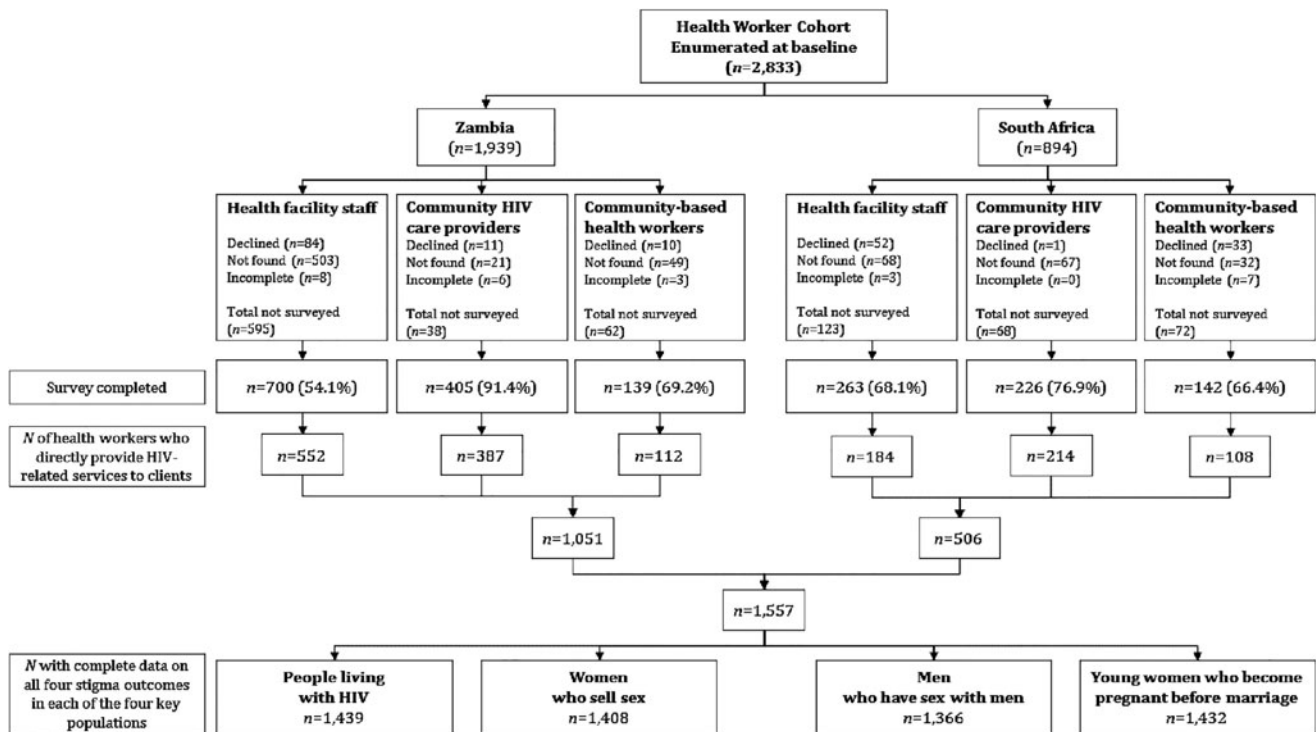 Health Worker Cohort
Enumerated at baseline
(n=2,833)
Zambia
(n=1,939)
South Africa
(n=894)
Health facility staff
Declined (n=84)
Not found (n=503)
Incomplete (n=8)
Total not surveyed
(n=595)
Community HIV
care providers
Declined (n=11)
Not found (n=21)
Incomplete (n=6)
Total not surveyed
(n=38)
Community-based
health workers
Declined (n=10)
Not found (n=49)
Incomplete (n=3)
Total not surveyed
(n=62)
Health facility staff
Declined (n=52)
Not found (n=68)
Incomplete (n=3)
Total not surveyed
(n=123)
Community HIV
care providers
Declined (n=1)
Not found (n=67)
Incomplete (n=0)
Total not surveyed
(n=68)
Community-based
health workers
Declined (n=33)
Not found (n=32)
Incomplete (n=7)
Total not surveyed
(n=72)
Survey completed
n=700 (54.1%)
n=405 (91.4%)
n=139 (69.2%)
n=263 (68.1%)
n=226 (76.9%)
n=142 (66.4%)
N of health workers who
directly provide HIV-
related services to clients
n=552
n=387
n=112
n=184
n=214
n=108
n=1,051
n=506
n=1,557
N with complete data on
all four stigma outcomes
in each of the four key
populations
People living
with HIV
n=1,439
Women
who sell sex
n=1,408
Men
who have sex with men
n=1,366
Young women who become
pregnant before marriage
n=1,432